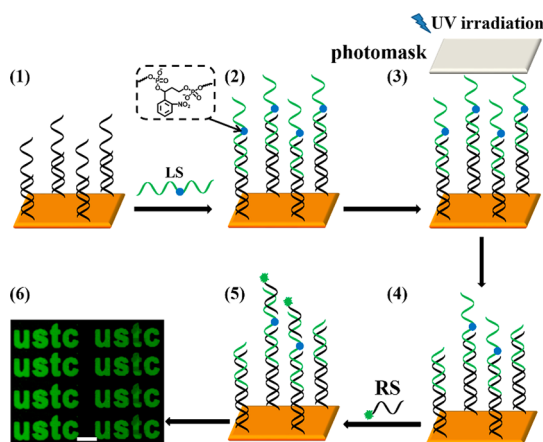 UV irradiation
photomask
(1)
(2)
(3)
O
O-P=O
O
O
O-P=O
O
NO₂
LS
(6)
(5)
(4)
ustc ustc
ustc ustc
ustc ustc
ustc ustc
RS